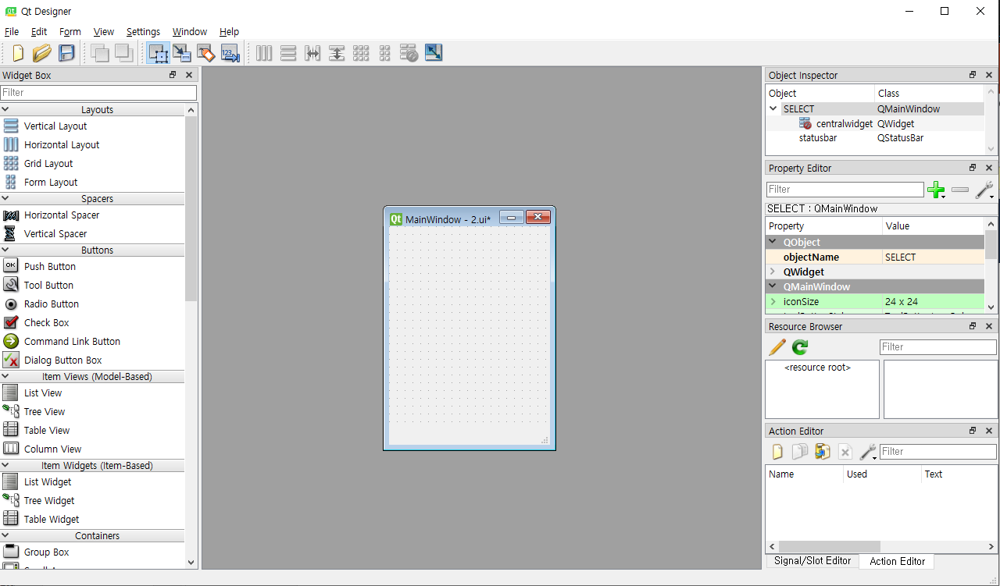 Qt Designer
File Edit Form View Settings Window Help
Widget Box
Filter
Layouts
Vertical Layout
Horizontal Layout
Grid Layout
Form Layout
Spacers
Horizontal Spacer
Vertical Spacer
Buttons
OK Push Button
Tool Button
Radio Button
Check Box
Command Link Button
Dialog Button Box
Item Views (Model-Based)
List View
Tree View
Table View
Column View
Item Widgets (Item-Based)
List Widget
Tree Widget
Table Widget
Containers
Group Box
Qt MainWindow - 2.ui*
Object Inspector
Object Class
SELECT QMainWindow
centralwidget QWidget
statusbar QStatusBar
Property Editor
Filter
SELECT : QMainWindow
Property Value
QObject
objectName SELECT
QWidget
QMainWindow
iconSize 24 x 24
Resource Browser
Filter
<resource root>
Action Editor
Filter
Name Used Text
Signal/Slot Editor Action Editor